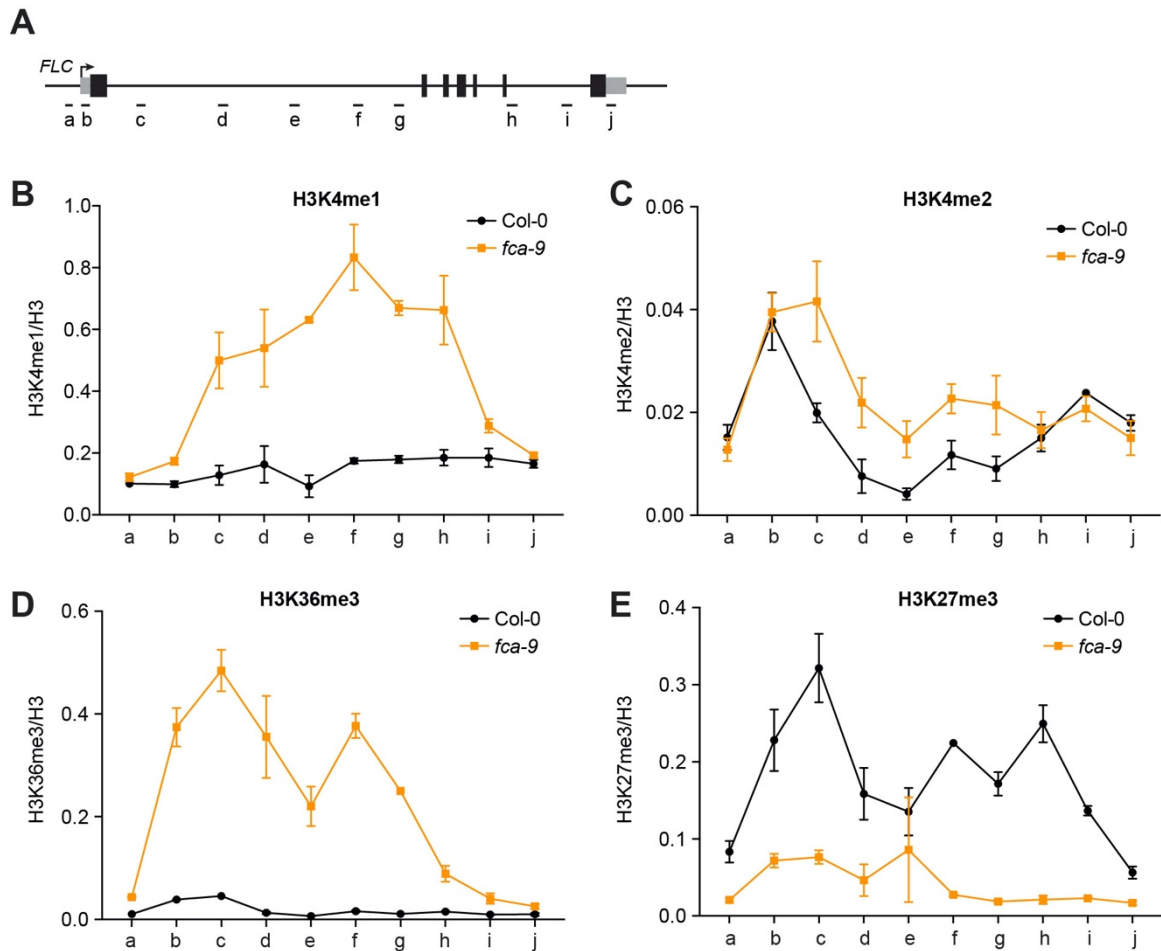 A
FLC
a b c d e f g h i j
B
H3K4me1
1.0
0.8
0.6
0.4
0.2
0.0
H3K4me1/H3
Col-0
fca-9
a b c d e f g h i j
C
H3K4me2
0.06
0.04
0.02
0.00
H3K4me2/H3
Col-0
fca-9
a b c d e f g h i j
D
H3K36me3
0.6
0.4
0.2
0.0
H3K36me3/H3
Col-0
fca-9
a b c d e f g h i j
E
H3K27me3
0.4
0.3
0.2
0.1
0.0
H3K27me3/H3
Col-0
fca-9
a b c d e f g h i j